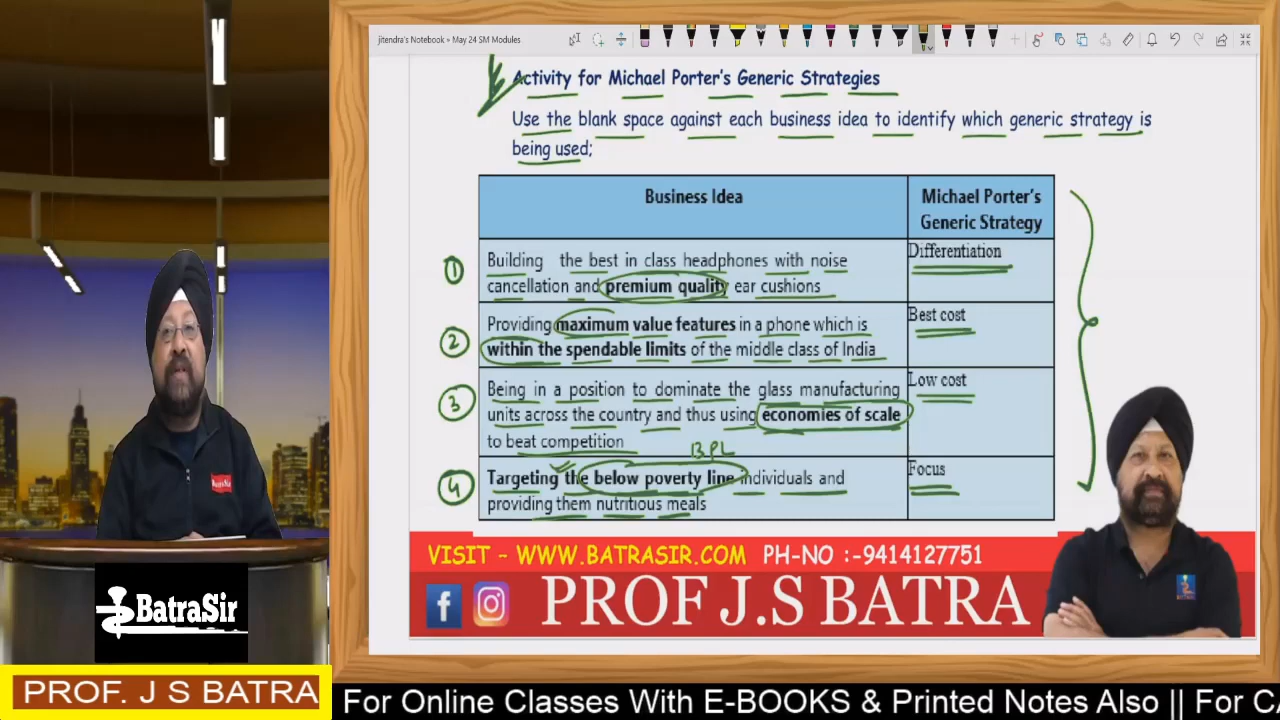 jitendra's Notebook » May 24 SM Modules
Activity for Michael Porter's Generic Strategies
Use the blank space against each business idea to identify which generic strategy is
being used;
Business Idea
Michael Porter's
Generic Strategy
① Building the best in class headphones with noise
cancellation and premium quality ear cushions
Differentiation
② Providing maximum value features in a phone which is
within the spendable limits of the middle class of India
Best cost
③ Being in a position to dominate the glass manufacturing
units across the country and thus using economies of scale
to beat competition
Low cost
BPL
④ Targeting the below poverty line individuals and
providing them nutritious meals
Focus
VISIT - WWW.BATRASIR.COM PH-NO :-9414127751
PROF J.S BATRA
BatraSir
PROF. J S BATRA
For Online Classes With E-BOOKS & Printed Notes Also || For CA